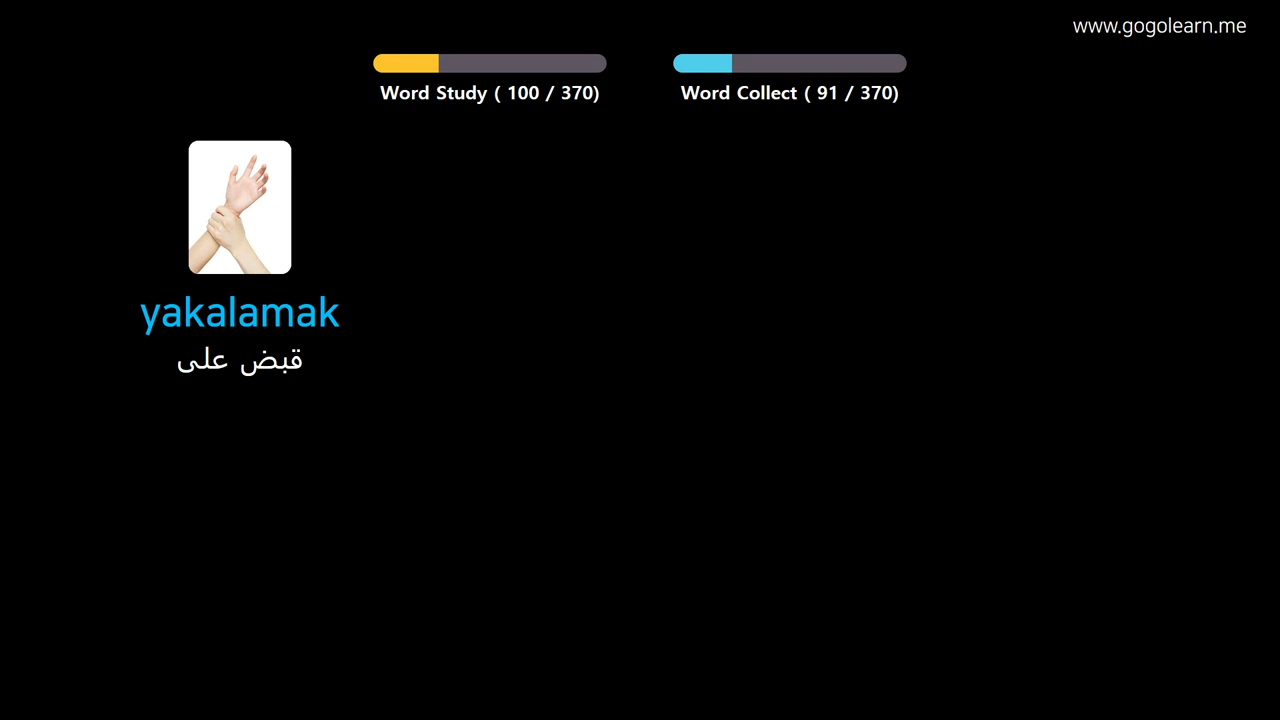 www.gogolearn.me
Word Study ( 100 / 370)
Word Collect ( 91 / 370)
yakalamak
قبض على